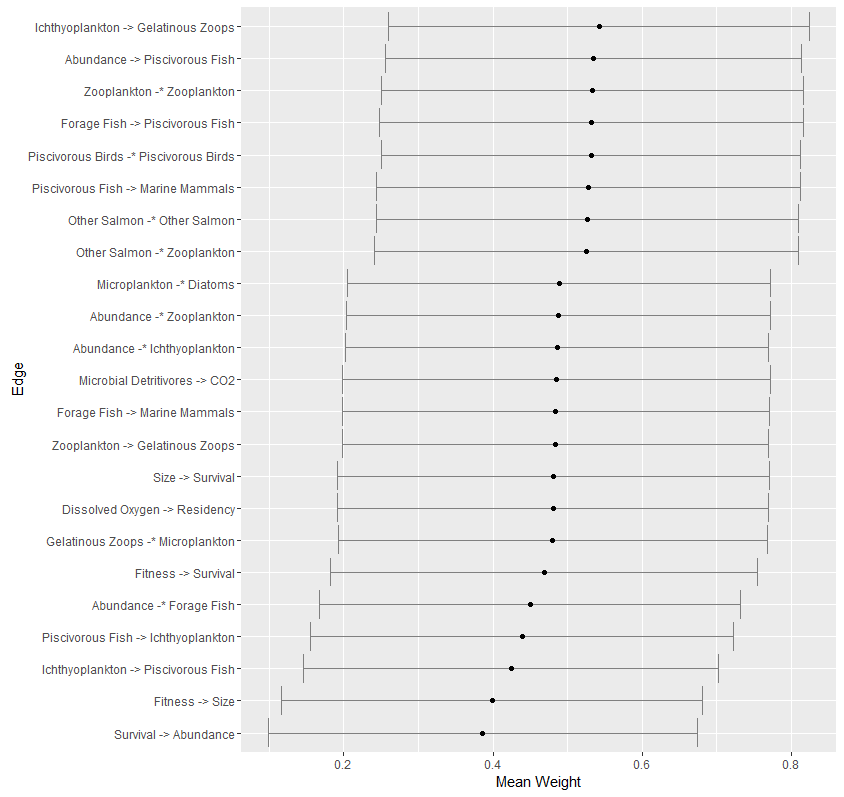 Ichthyoplankton -> Gelatinous Zoops
Abundance -> Piscivorous Fish
Zooplankton -* Zooplankton
Forage Fish -> Piscivorous Fish
Piscivorous Birds -* Piscivorous Birds
Piscivorous Fish -> Marine Mammals
Other Salmon -* Other Salmon
Other Salmon -* Zooplankton
Microplankton -* Diatoms
Abundance -* Zooplankton
Abundance -* Ichthyoplankton
Microbial Detritivores -> CO2
Forage Fish -> Marine Mammals
Zooplankton -> Gelatinous Zoops
Size -> Survival
Dissolved Oxygen -> Residency
Gelatinous Zoops -* Microplankton
Fitness -> Survival
Abundance -* Forage Fish
Piscivorous Fish -> Ichthyoplankton
Ichthyoplankton -> Piscivorous Fish
Fitness -> Size
Survival -> Abundance
Edge
0.2 0.4 0.6 0.8
Mean Weight